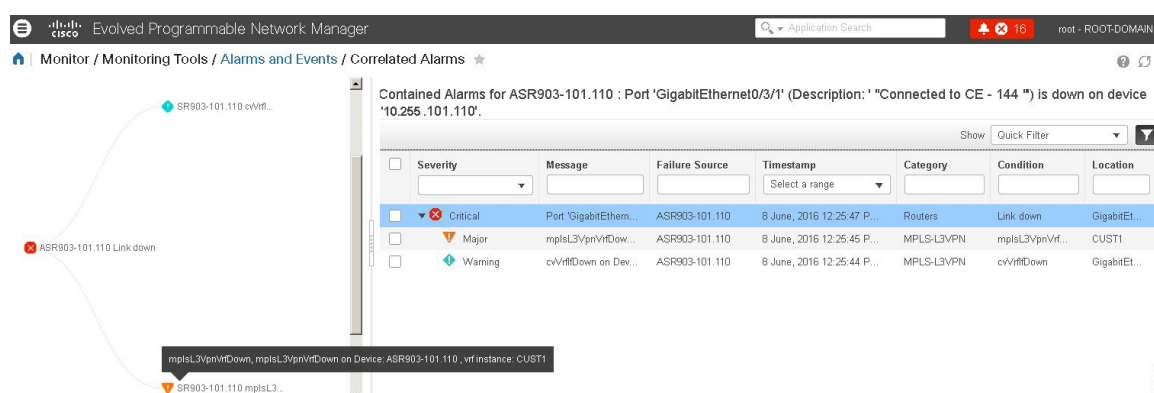 cisco Evolved Programmable Network Manager
Application Search
16
root - ROOT-DOMAIN
Monitor / Monitoring Tools / Alarms and Events / Correlated Alarms
SR903-101.110 cvVrfI...
ASR903-101.110 Link down
mplsL3VpnVrfDown, mplsL3VpnVrfDown on Device: ASR903-101.110 , vrf instance: CUST1
SR903-101.110 mplsL3...
Contained Alarms for ASR903-101.110 : Port 'GigabitEthernet0/3/1' (Description: ' "Connected to CE - 144 "') is down on device
'10.255 .101.110'.
Show Quick Filter
Severity Message Failure Source Timestamp Category Condition Location
Select a range
Critical Port 'GigabitEthern... ASR903-101.110 8 June, 2016 12:25:47 P... Routers Link down GigabitEt...
Major mplsL3VpnVrfDow... ASR903-101.110 8 June, 2016 12:25:45 P... MPLS-L3VPN mplsL3VpnVrf... CUST1
Warning cvVrfIfDown on Dev... ASR903-101.110 8 June, 2016 12:25:44 P... MPLS-L3VPN cvVrfIfDown GigabitEt...